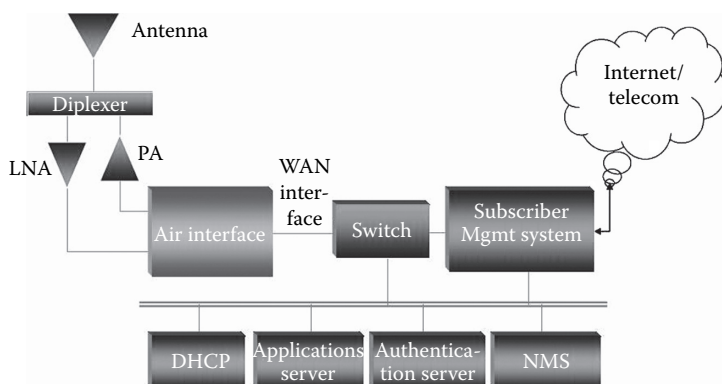 Antenna
Internet/
telecom
Diplexer
PA
LNA
WAN
inter-
face
Subscriber
Mgmt system
Air interface
Switch
DHCP
Applications
server
Authentica-
tion server
NMS